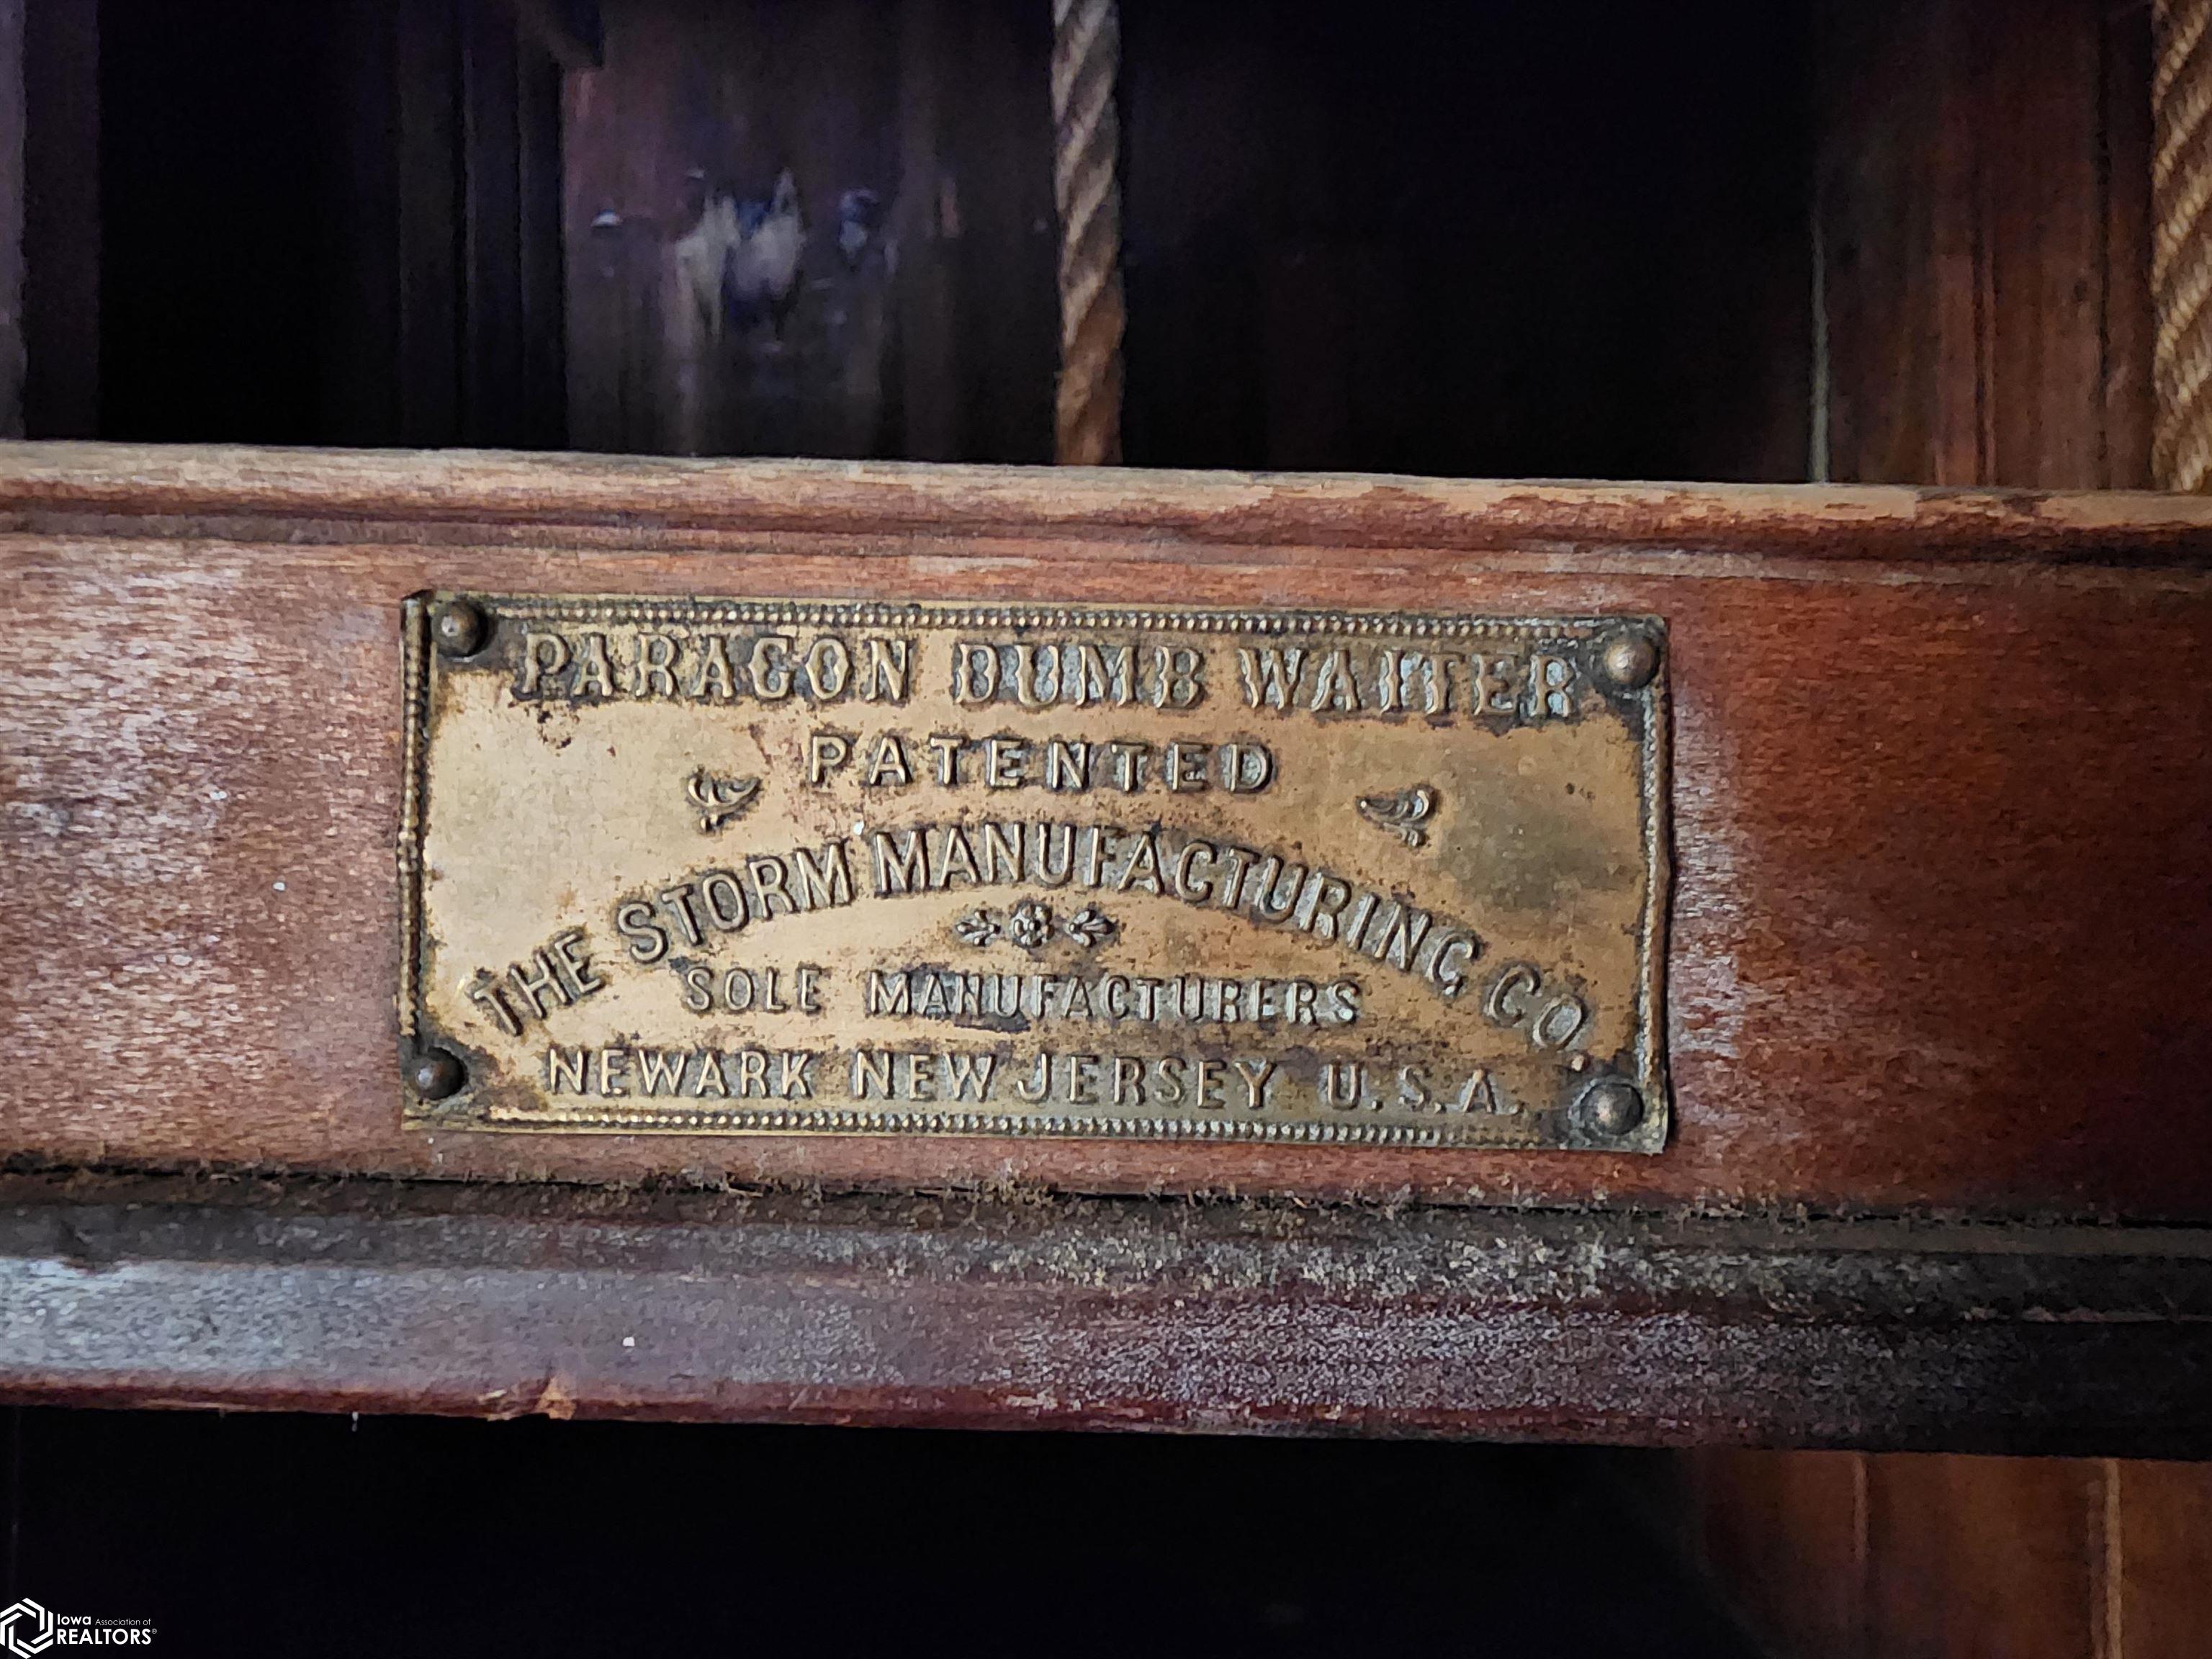 PARAGON DUMB WAITER
PATENTED
THE STORM MANUFACTURING CO.
SOLE MANUFACTURERS
NEWARK NEW JERSEY U.S.A.
Iowa Association of
REALTORS®